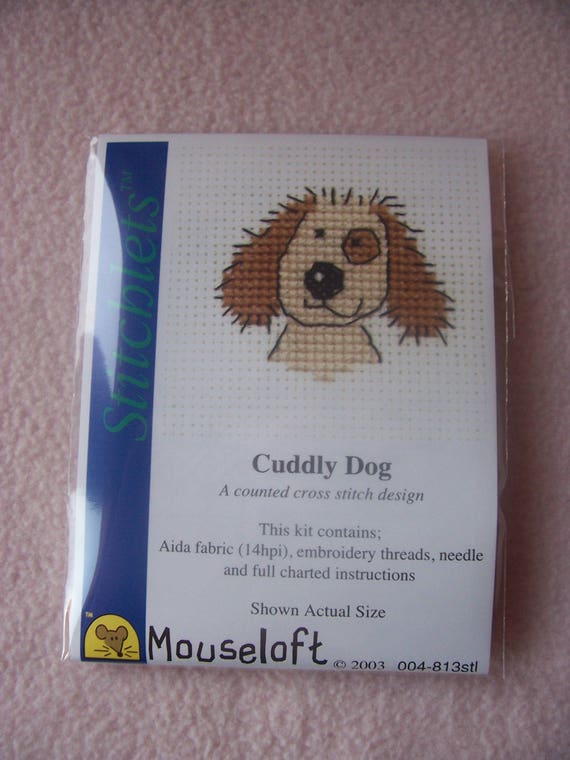 Stitchlets™
Cuddly Dog
A counted cross stitch design
This kit contains;
Aida fabric (14hpi), embroidery threads, needle
and full charted instructions
Shown Actual Size
™
Mouseloft © 2003 004-813stl